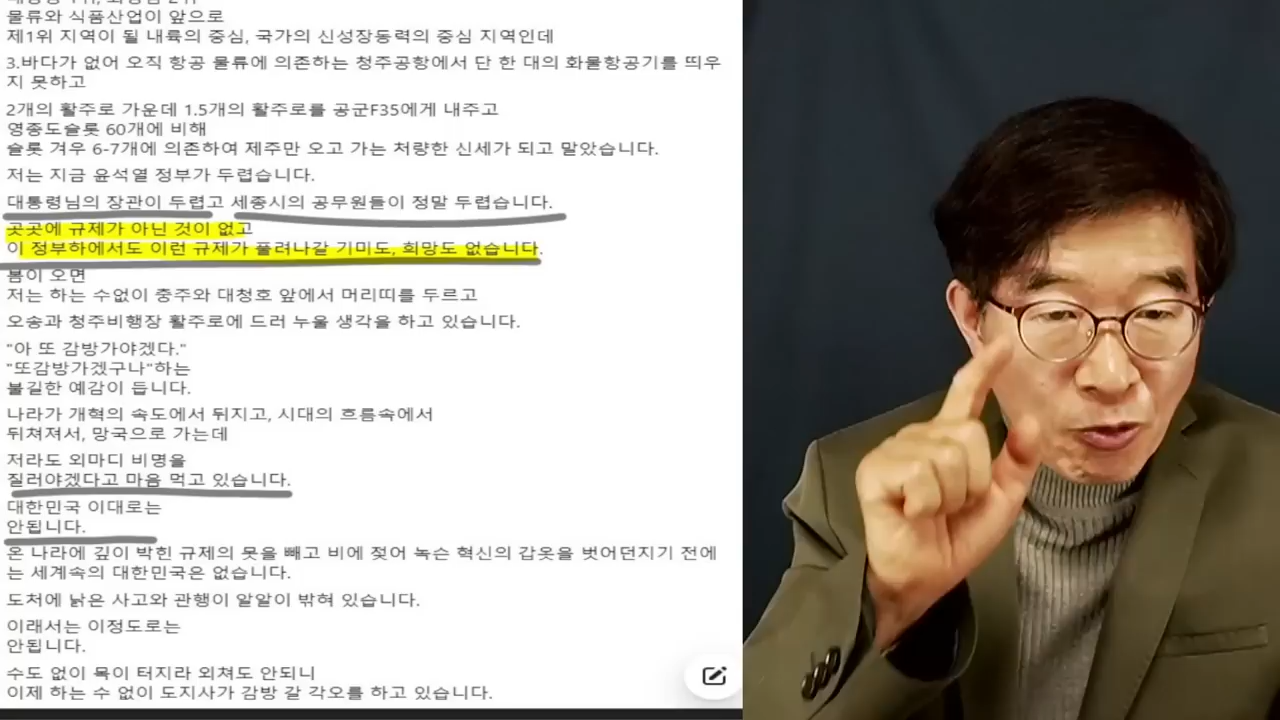 물류와 식품산업이 앞으로
제1위 지역이 될 내륙의 중심, 국가의 신성장동력의 중심 지역인데
3.바다가 없어 오직 항공 물류에 의존하는 청주공항에서 단 한 대의 화물항공기를 띄우
지 못하고
2개의 활주로 가운데 1.5개의 활주로를 공군F35에게 내주고
영종도슬롯 60개에 비해
슬롯 겨우 6-7개에 의존하여 제주만 오고 가는 처량한 신세가 되고 말았습니다.
저는 지금 윤석열 정부가 두렵습니다.
대통령님의 장관이 두렵고 세종시의 공무원들이 정말 두렵습니다.
곳곳에 규제가 아닌 것이 없고
이 정부하에서도 이런 규제가 풀려나갈 기미도, 희망도 없습니다.
봄이 오면
저는 하는 수없이 충주와 대청호 앞에서 머리띠를 두르고
오송과 청주비행장 활주로에 드러 누울 생각을 하고 있습니다.
"아 또 감방가야겠다."
"또감방가겠구나"하는
불길한 예감이 듭니다.
나라가 개혁의 속도에서 뒤지고, 시대의 흐름속에서
뒤쳐져서, 망국으로 가는데
저라도 외마디 비명을
질러야겠다고 마음 먹고 있습니다.
대한민국 이대로는
안됩니다.
온 나라에 깊이 박힌 규제의 못을 빼고 비에 젖어 녹슨 혁신의 갑옷을 벗어던지기 전에
는 세계속의 대한민국은 없습니다.
도처에 낡은 사고와 관행이 알알이 밖혀 있습니다.
이래서는 이정도로는
안됩니다.
수도 없이 목이 터지라 외쳐도 안되니
이제 하는 수 없이 도지사가 감방 갈 각오를 하고 있습니다.